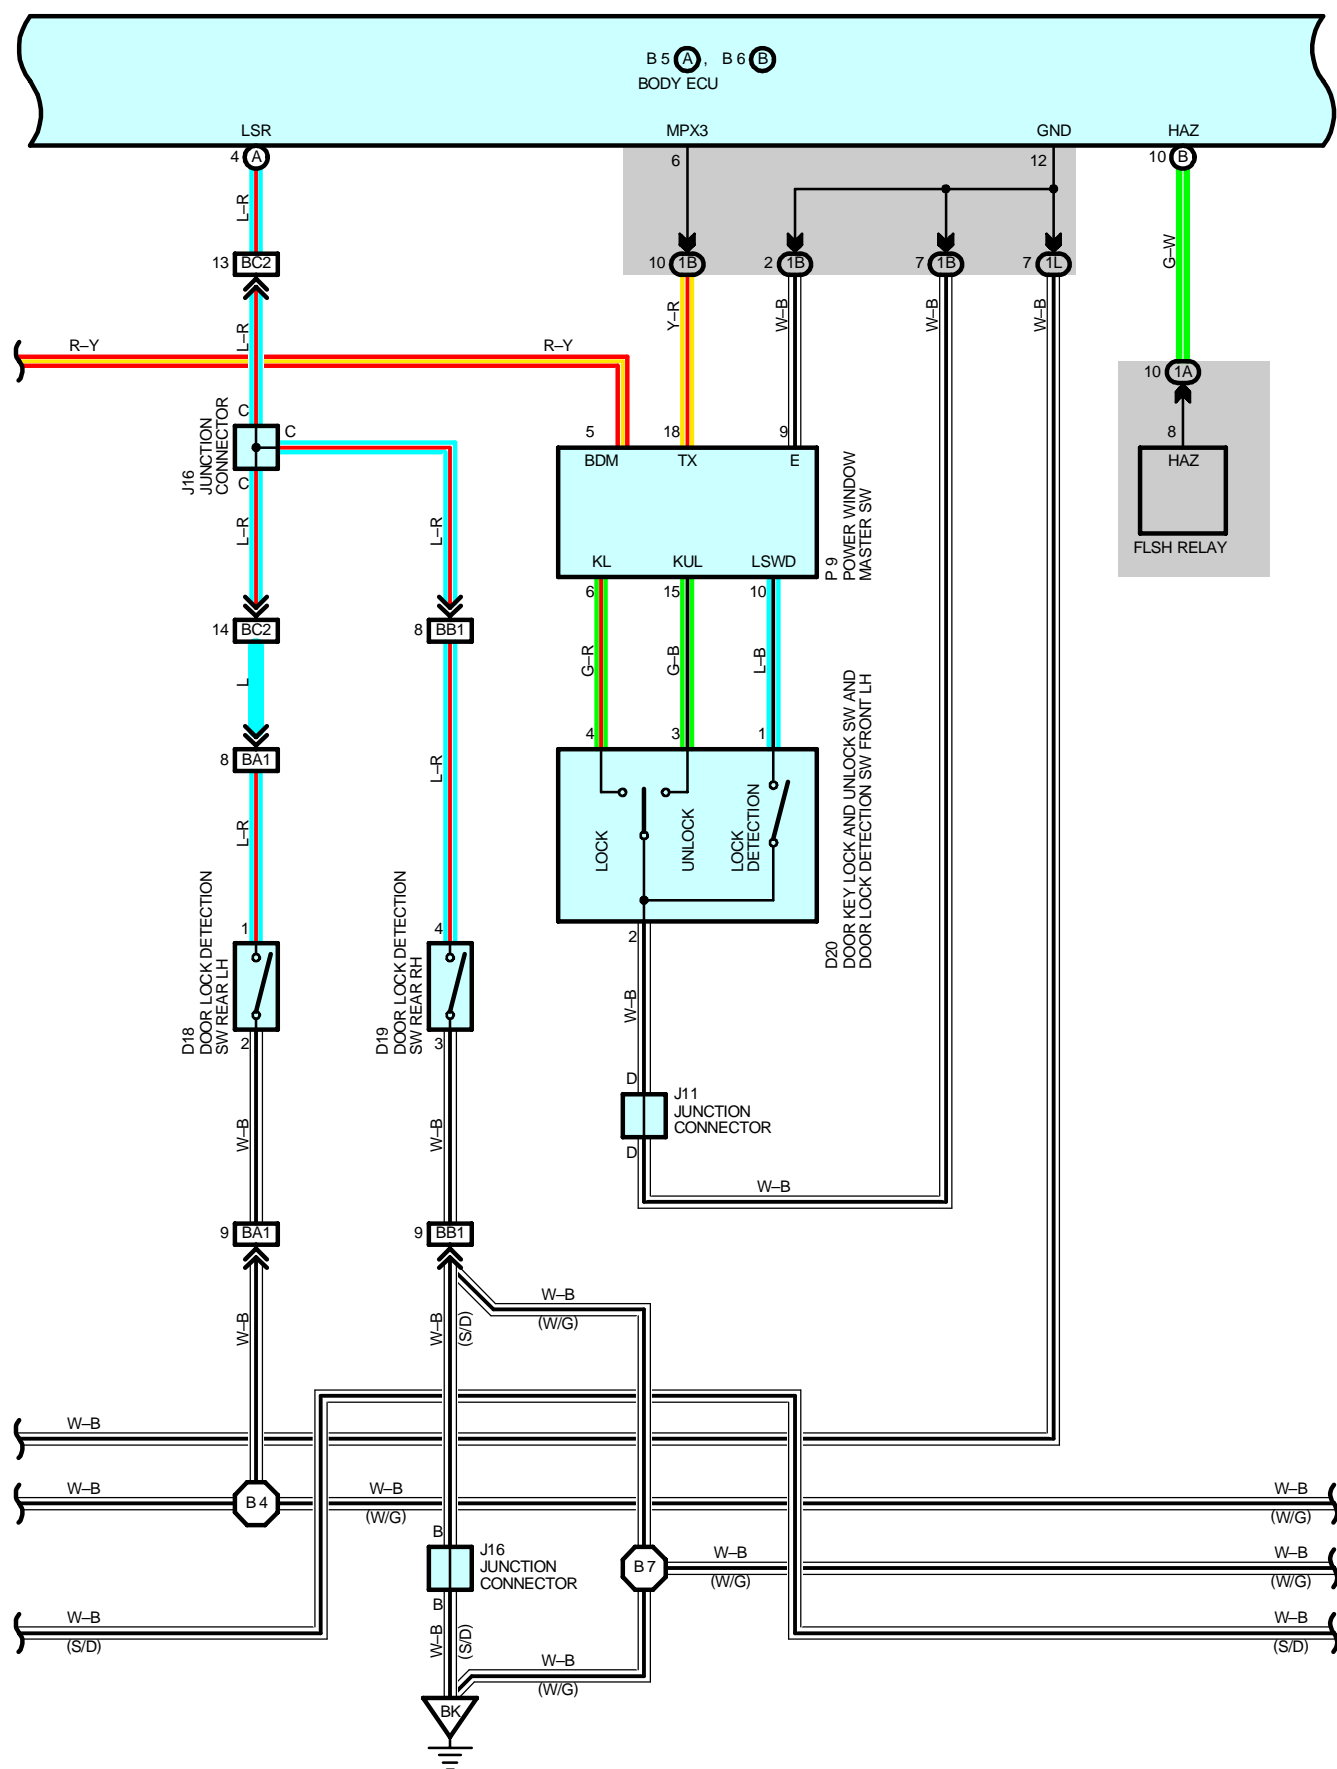 B 5 A , B 6 B
BODY ECU
LSR
MPX3
GND
HAZ
4 A
6
12
10 B
L–R
13 BC2
10 1B
2 1B
7 1B
7 1L
G–W
L–R
Y–R
W–B
W–B
W–B
R–Y
R–Y
10 1A
C
C
C
J16
JUNCTION
CONNECTOR
5
18
9
8
BDM
TX
E
HAZ
P 9
POWER WINDOW
MASTER SW
FLSH RELAY
L–R
L–R
KL
KUL
LSWD
6
15
10
14 BC2
8 BB1
L
G–R
G–B
L–B
4
3
1
8 BA1
L–R
L–R
LOCK
UNLOCK
LOCK
DETECTION
D20
DOOR KEY LOCK AND UNLOCK SW AND
DOOR LOCK DETECTION SW FRONT LH
1
4
2
D18
DOOR LOCK DETECTION
SW REAR LH
D19
DOOR LOCK DETECTION
SW REAR RH
2
3
W–B
D
J11
JUNCTION
CONNECTOR
D
W–B
W–B
W–B
9 BA1
9 BB1
W–B
W–B
(S/D)
W–B
(W/G)
W–B
W–B
B 4
W–B
(W/G)
W–B
(W/G)
B
J16
JUNCTION
CONNECTOR
B
B 7
W–B
(W/G)
W–B
(W/G)
W–B
(S/D)
W–B
(S/D)
W–B
(S/D)
W–B
(W/G)
BK